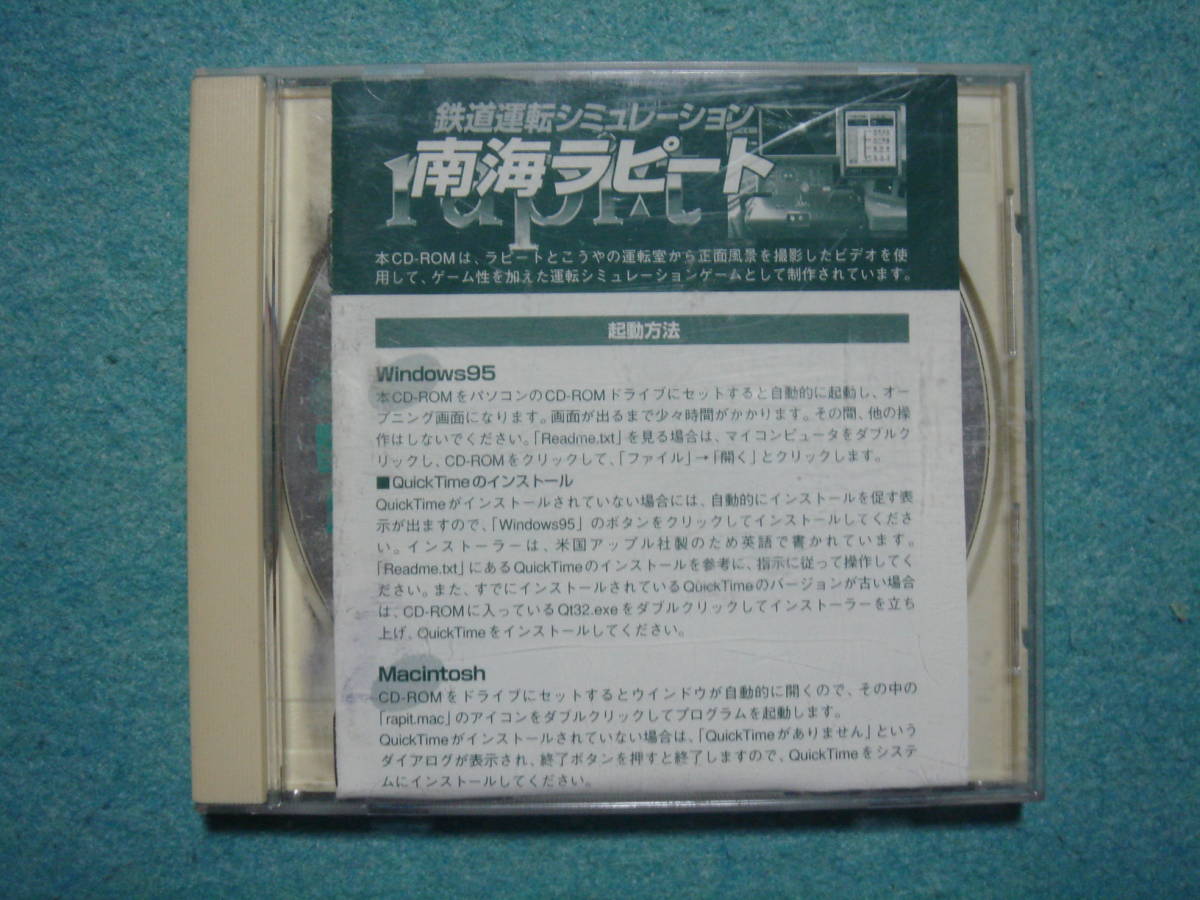 鉄道運転シミュレーション
南海ラピート
rapi:t
本CD-ROMは、ラピートとこうやの運転室から正面風景を撮影したビデオを使
用して、ゲーム性を加えた運転シミュレーションゲームとして制作されています。
起動方法
Windows95
本CD-ROMをパソコンのCD-ROMドライブにセットすると自動的に起動し、オー
プニング画面になります。画面が出るまで少々時間がかかります。その間、他の操
作はしないでください。「Readme.txt」を見る場合は、マイコンピュータをダブルク
リックし、CD-ROMをクリックして、「ファイル」→「開く」とクリックします。
■QuickTimeのインストール
QuickTimeがインストールされていない場合には、自動的にインストールを促す表
示が出ますので、「Windows95」のボタンをクリックしてインストールしてくださ
い。インストーラーは、米国アップル社製のため英語で書かれています。
「Readme.txt」にあるQuickTimeのインストールを参考に、指示に従って操作してく
ださい。また、すでにインストールされているQuickTimeのバージョンが古い場合
は、CD-ROMに入っているQt32.exeをダブルクリックしてインストーラーを立ち
上げ、QuickTimeをインストールしてください。
Macintosh
CD-ROMをドライブにセットするとウインドウが自動的に開くので、その中の
「rapit.mac」のアイコンをダブルクリックしてプログラムを起動します。
QuickTimeがインストールされていない場合は、「QuickTimeがありません」という
ダイアログが表示され、終了ボタンを押すと終了しますので、QuickTimeをシステ
ムにインストールしてください。